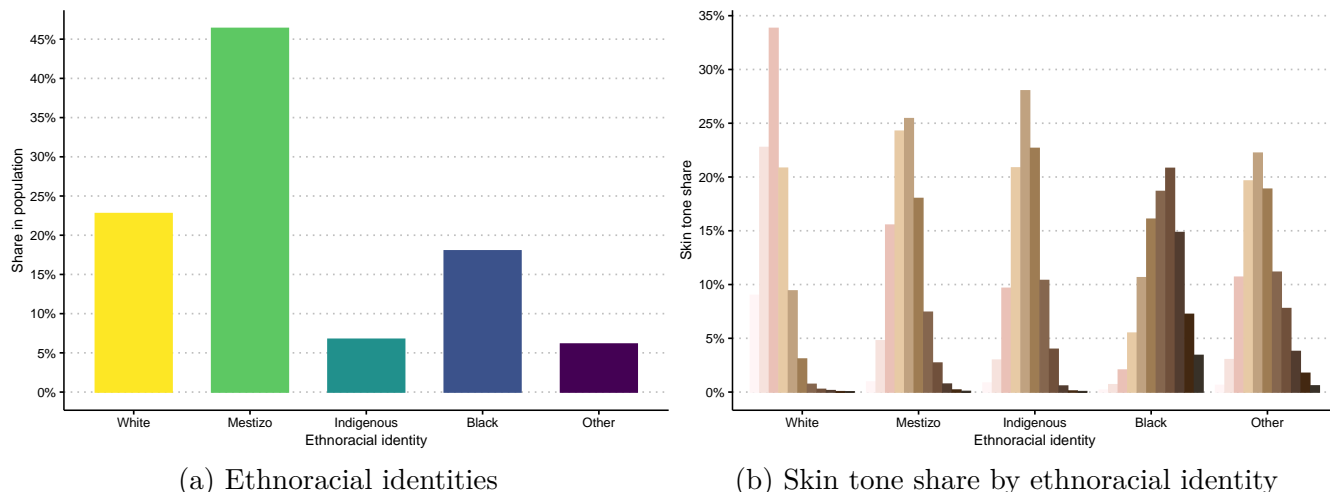 45%
40%
35%
30%
25%
20%
15%
10%
5%
0%
Share in population
White Mestizo Indigenous Black Other
Ethnoracial identity
(a) Ethnoracial identities
35%
30%
25%
20%
15%
10%
5%
0%
Skin tone share
White Mestizo Indigenous Black Other
Ethnoracial identity
(b) Skin tone share by ethnoracial identity